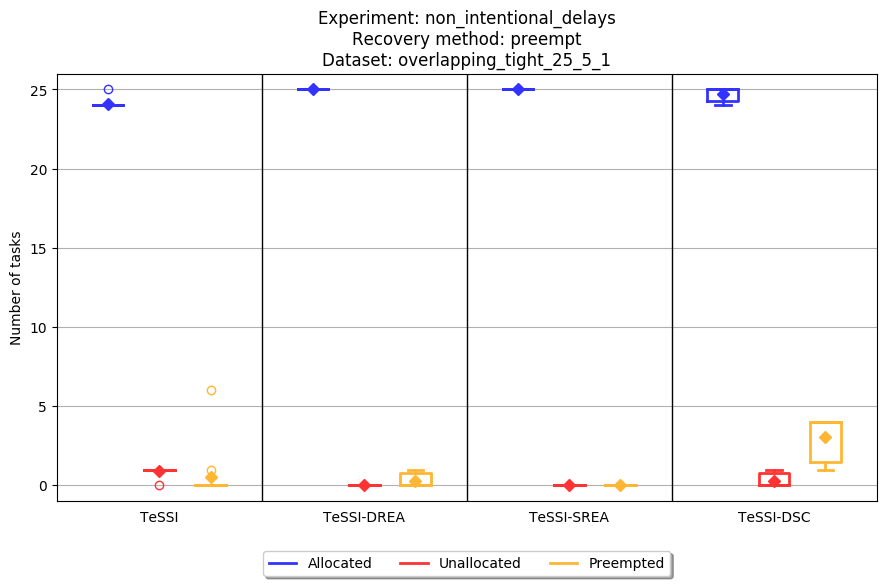 Experiment: non_intentional_delays
Recovery method: preempt
Dataset: overlapping_tight_25_5_1
25
20
15
10
5
0
Number of tasks
TeSSI
TeSSI-DREA
TeSSI-SREA
TeSSI-DSC
Allocated
Unallocated
Preempted